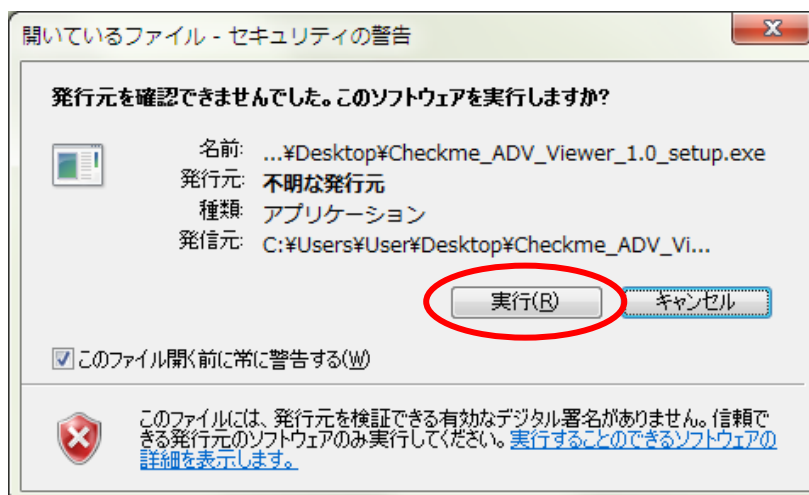 開いているファイル - セキュリティの警告
発行元を確認できませんでした。このソフトウェアを実行しますか?
名前: ...¥Desktop¥Checkme_ADV_Viewer_1.0_setup.exe
発行元: 不明な発行元
種類: アプリケーション
発信元: C:¥Users¥User¥Desktop¥Checkme_ADV_Vi...
実行(R) キャンセル
このファイル開く前に常に警告する(W)
このファイルには、発行元を検証できる有効なデジタル署名がありません。信頼で
きる発行元のソフトウェアのみ実行してください。実行することのできるソフトウェアの
詳細を表示します。